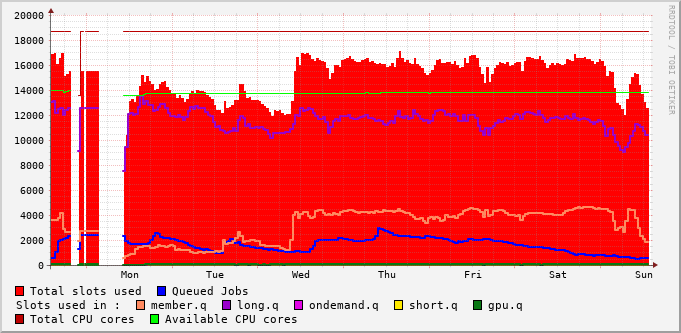 20000
18000
16000
14000
12000
10000
8000
6000
4000
2000
0
Mon Tue Wed Thu Fri Sat Sun
RRDTOOL / TOBI OETIKER
Total slots used Queued Jobs
Slots used in : member.q long.q ondemand.q short.q gpu.q
Total CPU cores Available CPU cores